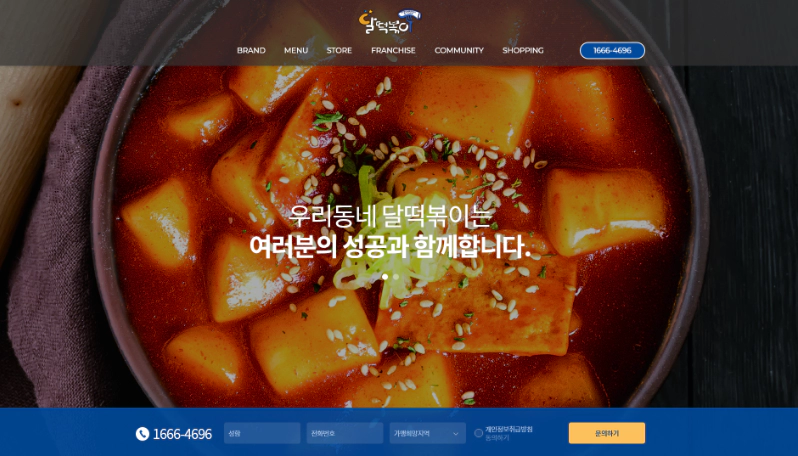 달떡볶이
BRAND MENU STORE FRANCHISE COMMUNITY SHOPPING 1666-4696
우리동네 달떡볶이는
여러분의 성공과 함께합니다.
1666-4696 성함 전화번호 가맹희망지역 개인정보취급방침 동의하기 문의하기